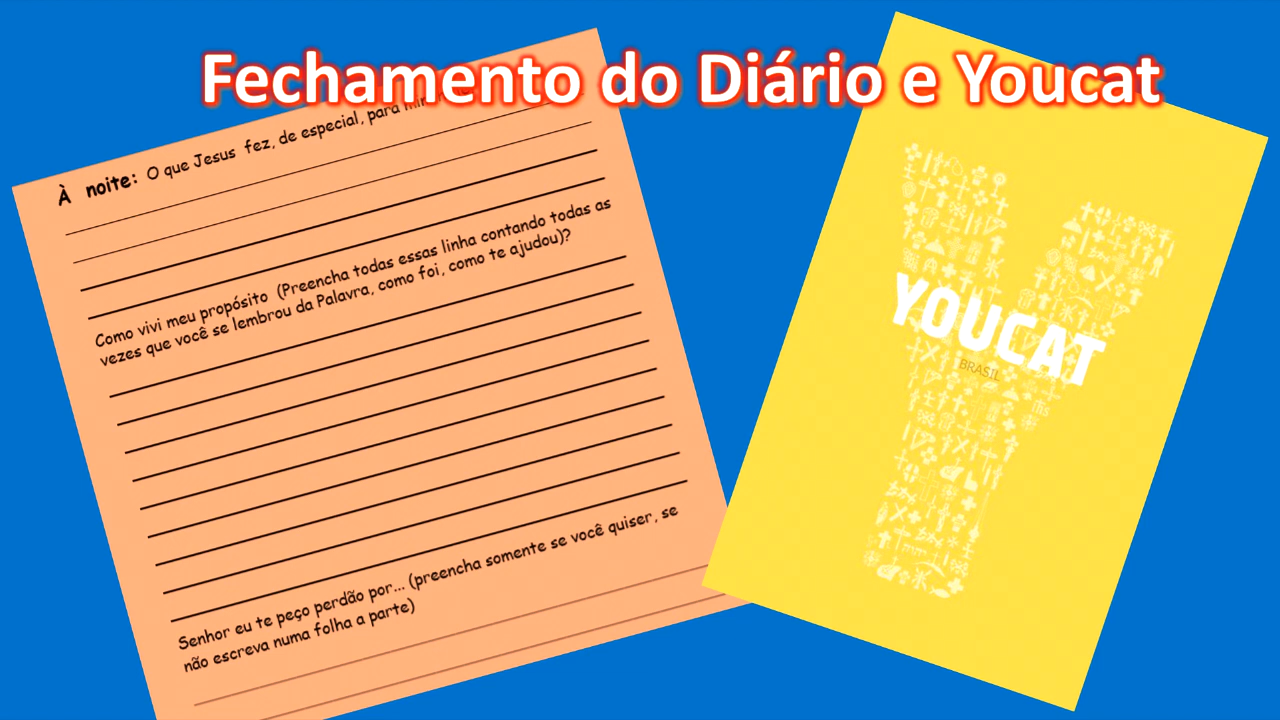 Fechamento do Diário e Youcat
À noite: O que Jesus fez, de especial, para
Como vivi meu propósito (Preencha todas essas linha contando todas as
vezes que você se lembrou da Palavra, como foi, como te ajudou)?
Senhor eu te peço perdão por... (preencha somente se você quiser, se
não escreva numa folha a parte)
YOUCAT
BRASIL